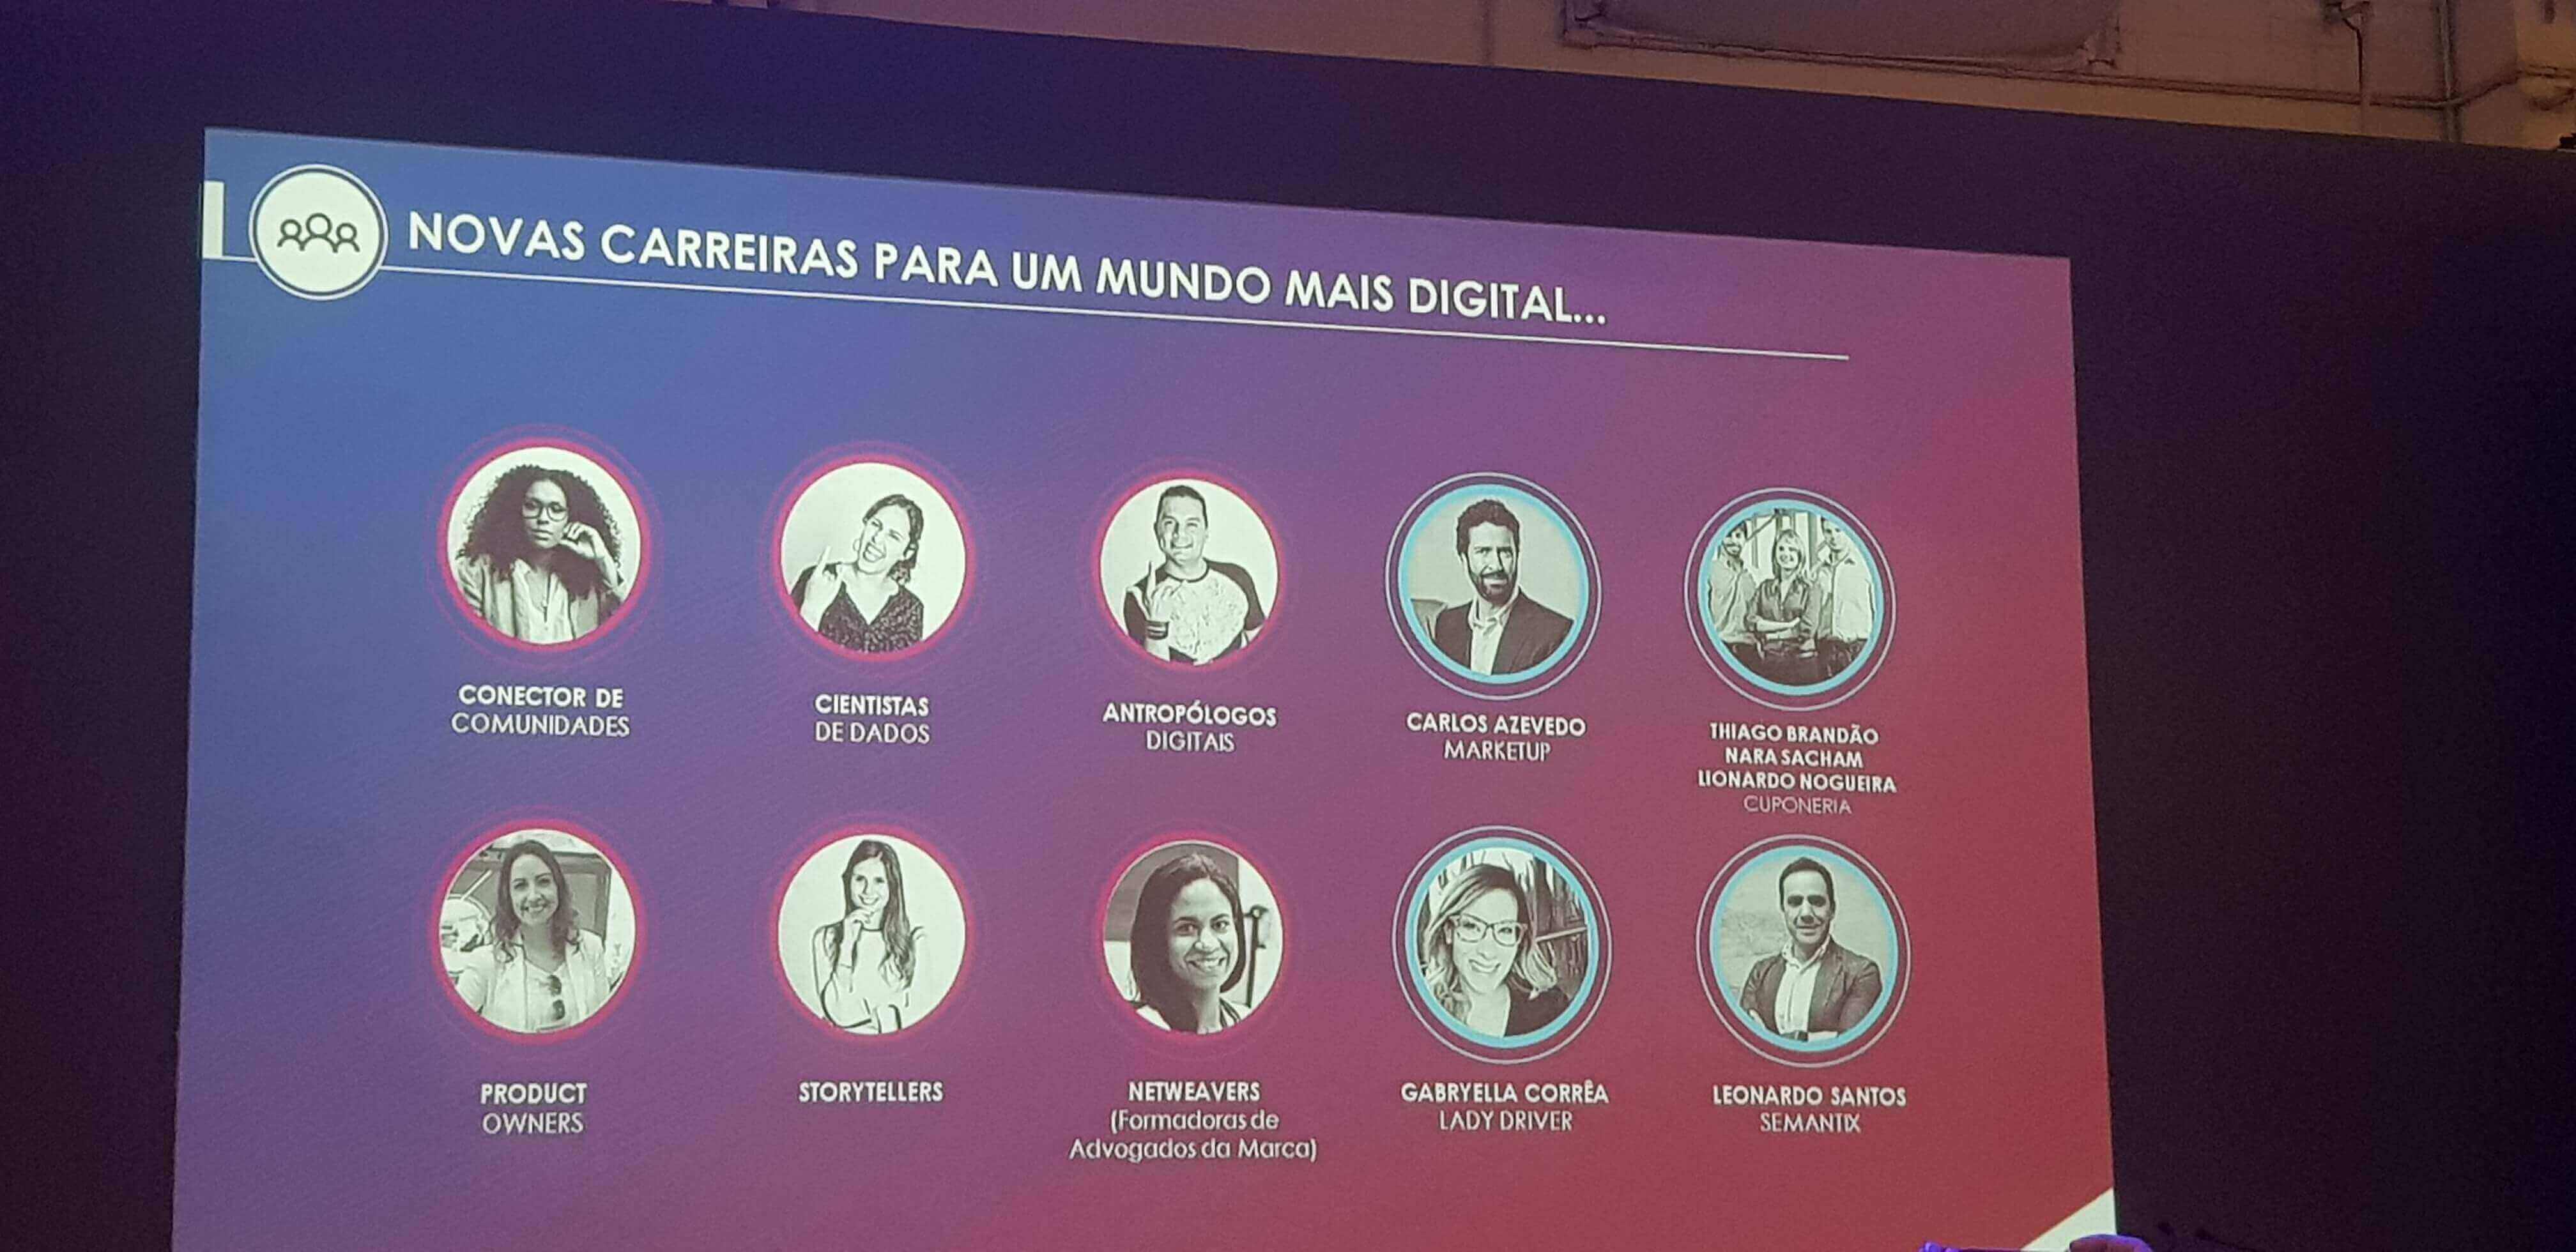 NOVAS CARREIRAS PARA UM MUNDO MAIS DIGITAL...
CONECTOR DE
COMUNIDADES
CIENTISTAS
DE DADOS
ANTROPÓLOGOS
DIGITAIS
CARLOS AZEVEDO
MARKETUP
THIAGO BRANDÃO
NARA SACHAM
LIONARDO NOGUEIRA
CUPONERIA
PRODUCT
OWNERS
STORYTELLERS
NETWEAVERS
(Formadoras de
Advogados da Marca)
GABRYELLA CORRÊA
LADY DRIVER
LEONARDO SANTOS
SEMANTIX